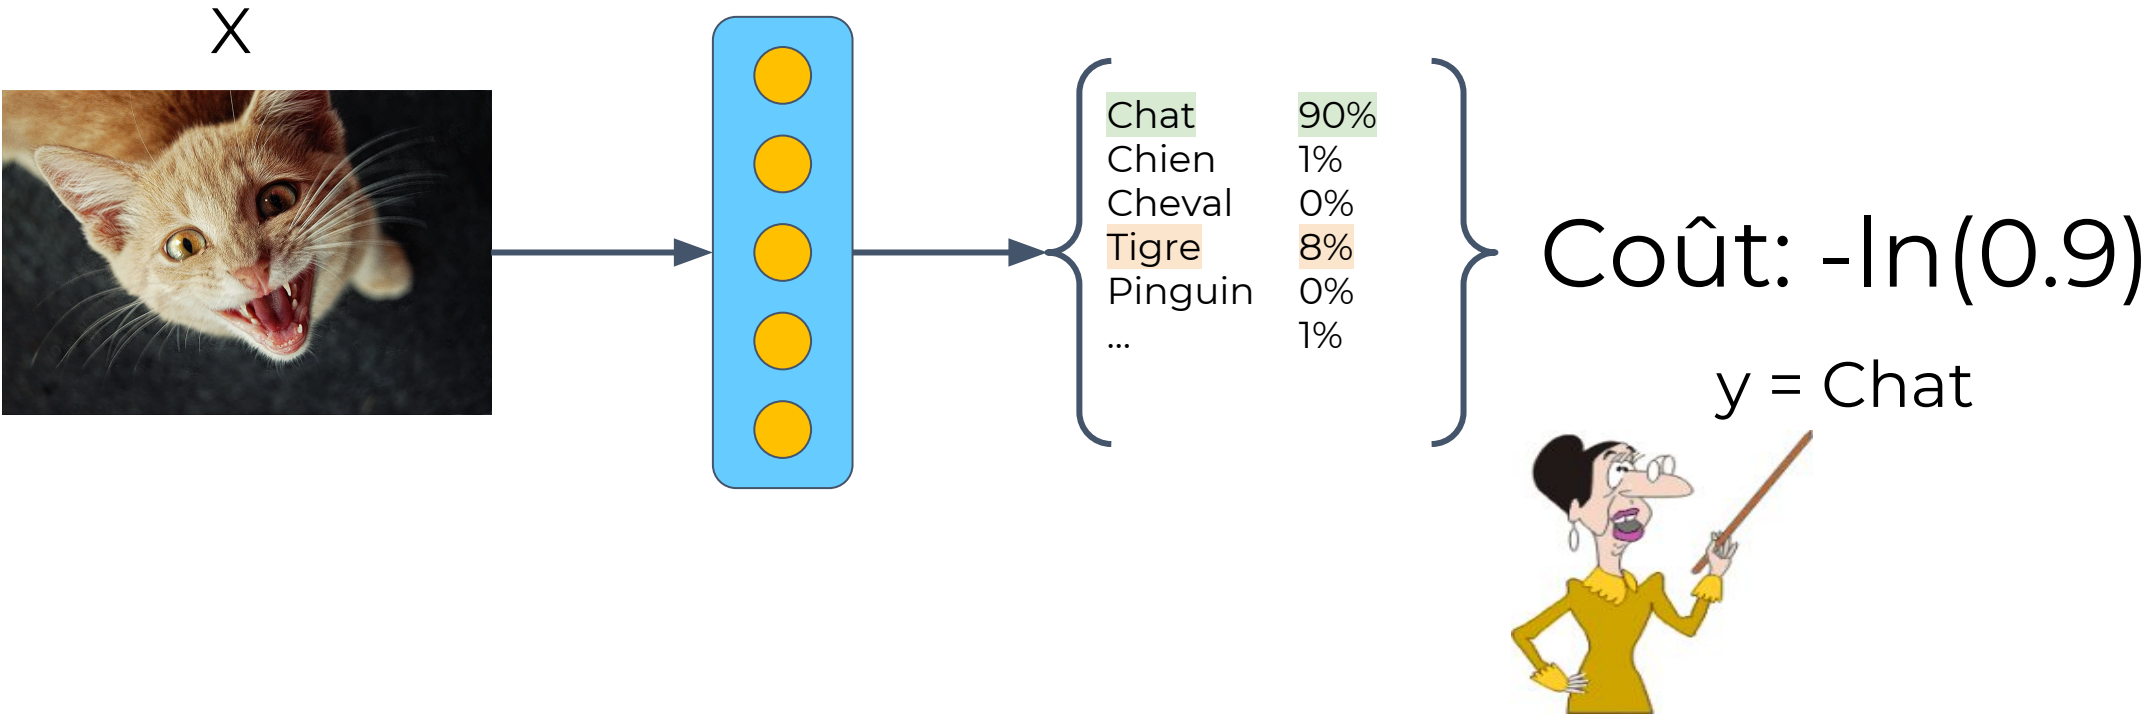 X
Chat 90%
Chien 1%
Cheval 0%
Tigre 8%
Pinguin 0%
... 1%
Coût: -ln(0.9)
y = Chat